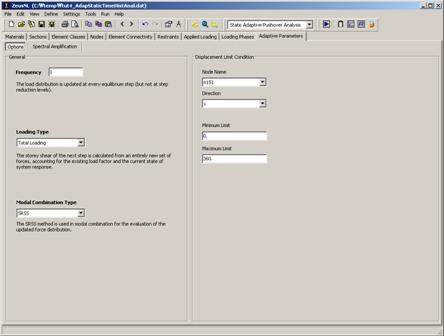 ZeusNL (C:\Temp\tut4_AdapStaticTimeHistAnal.dat)
File Edit View Define Settings Tools Run Help
Static Adaptive Pushover Analysis
Materials Sections Element Classes Nodes Element Connectivity Restraints Applied Loading Loading Phases Adaptive Parameters
Options Spectral Amplification
General
Frequency 1
The load distribution is updated at every equilibrium step (but not at step
reduction levels).
Loading Type
Total Loading
The storey shear of the next step is calculated from an entirely new set of
forces, accounting for the existing load factor and the current state of
system response.
Modal Combination Type
SRSS
The SRSS method is used in modal combination for the evaluation of the
updated force distribution.
Displacement Limit Condition
Node Name
n151
Direction
x
Minimum Limit
0.
Maximum Limit
360.